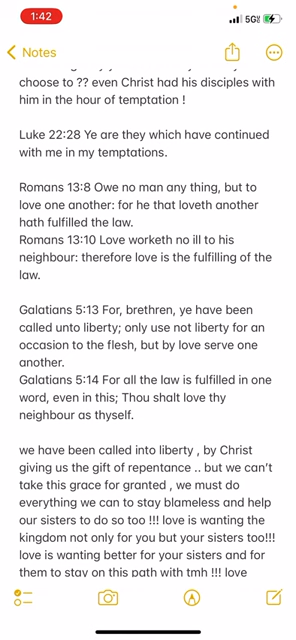 1:42
5G
Notes
choose to ?? even Christ had his disciples with
him in the hour of temptation !
Luke 22:28 Ye are they which have continued
with me in my temptations.
Romans 13:8 Owe no man any thing, but to
love one another: for he that loveth another
hath fulfilled the law.
Romans 13:10 Love worketh no ill to his
neighbour: therefore love is the fulfilling of the
law.
Galatians 5:13 For, brethren, ye have been
called unto liberty; only use not liberty for an
occasion to the flesh, but by love serve one
another.
Galatians 5:14 For all the law is fulfilled in one
word, even in this; Thou shalt love thy
neighbour as thyself.
we have been called into liberty , by Christ
giving us the gift of repentance .. but we can't
take this grace for granted , we must do
everything we can to stay blameless and help
our sisters to do so too !!! love is wanting the
kingdom not only for you but your sisters too!!!
love is wanting better for your sisters and for
them to stay on this path with tmh !!! love